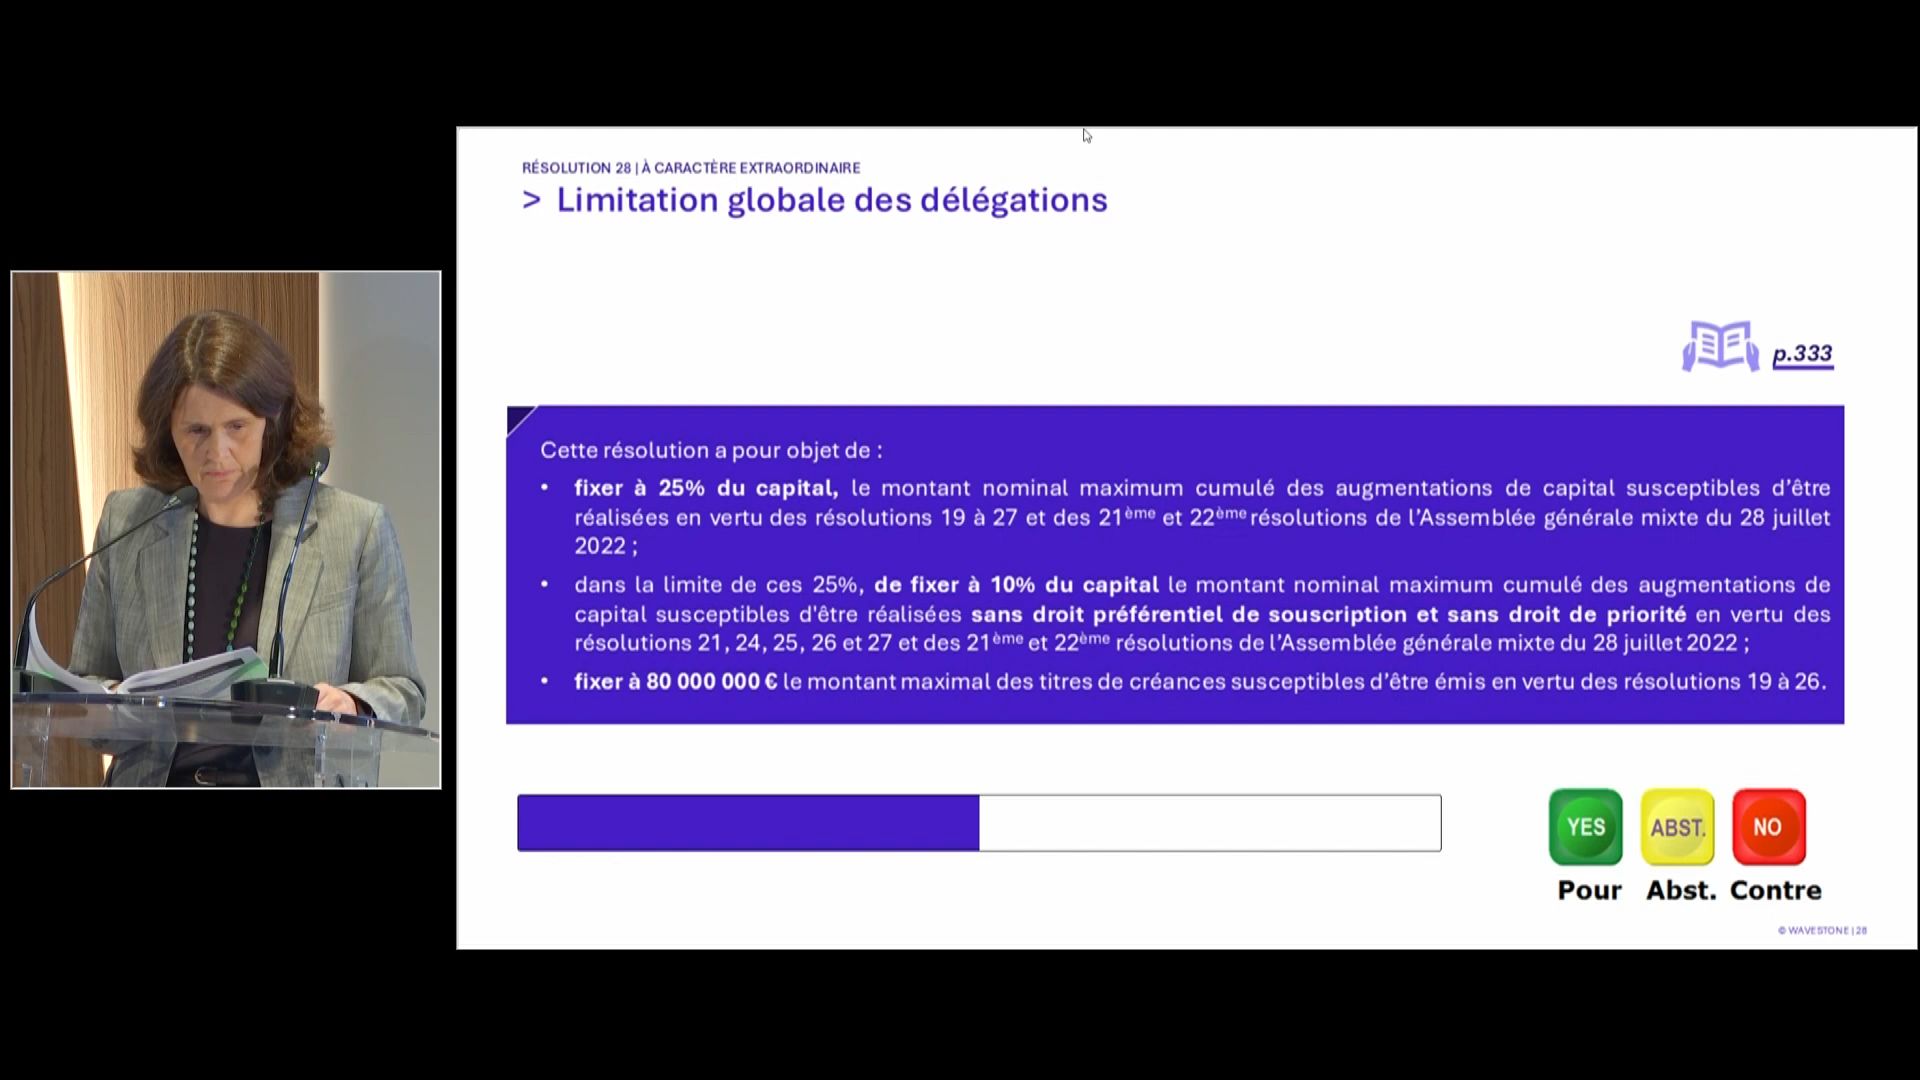 RÉSOLUTION 28 | À CARACTÈRE EXTRAORDINAIRE
> Limitation globale des délégations
p.333
Cette résolution a pour objet de :
• fixer à 25% du capital, le montant nominal maximum cumulé des augmentations de capital susceptibles d’être
réalisées en vertu des résolutions 19 à 27 et des 21ème et 22ème résolutions de l’Assemblée générale mixte du 28 juillet
2022 ;
• dans la limite de ces 25%, de fixer à 10% du capital le montant nominal maximum cumulé des augmentations de
capital susceptibles d'être réalisées sans droit préférentiel de souscription et sans droit de priorité en vertu des
résolutions 21, 24, 25, 26 et 27 et des 21ème et 22ème résolutions de l’Assemblée générale mixte du 28 juillet 2022 ;
• fixer à 80 000 000 € le montant maximal des titres de créances susceptibles d’être émis en vertu des résolutions 19 à 26.
YES ABST. NO
Pour Abst. Contre
© WAVESTONE | 28